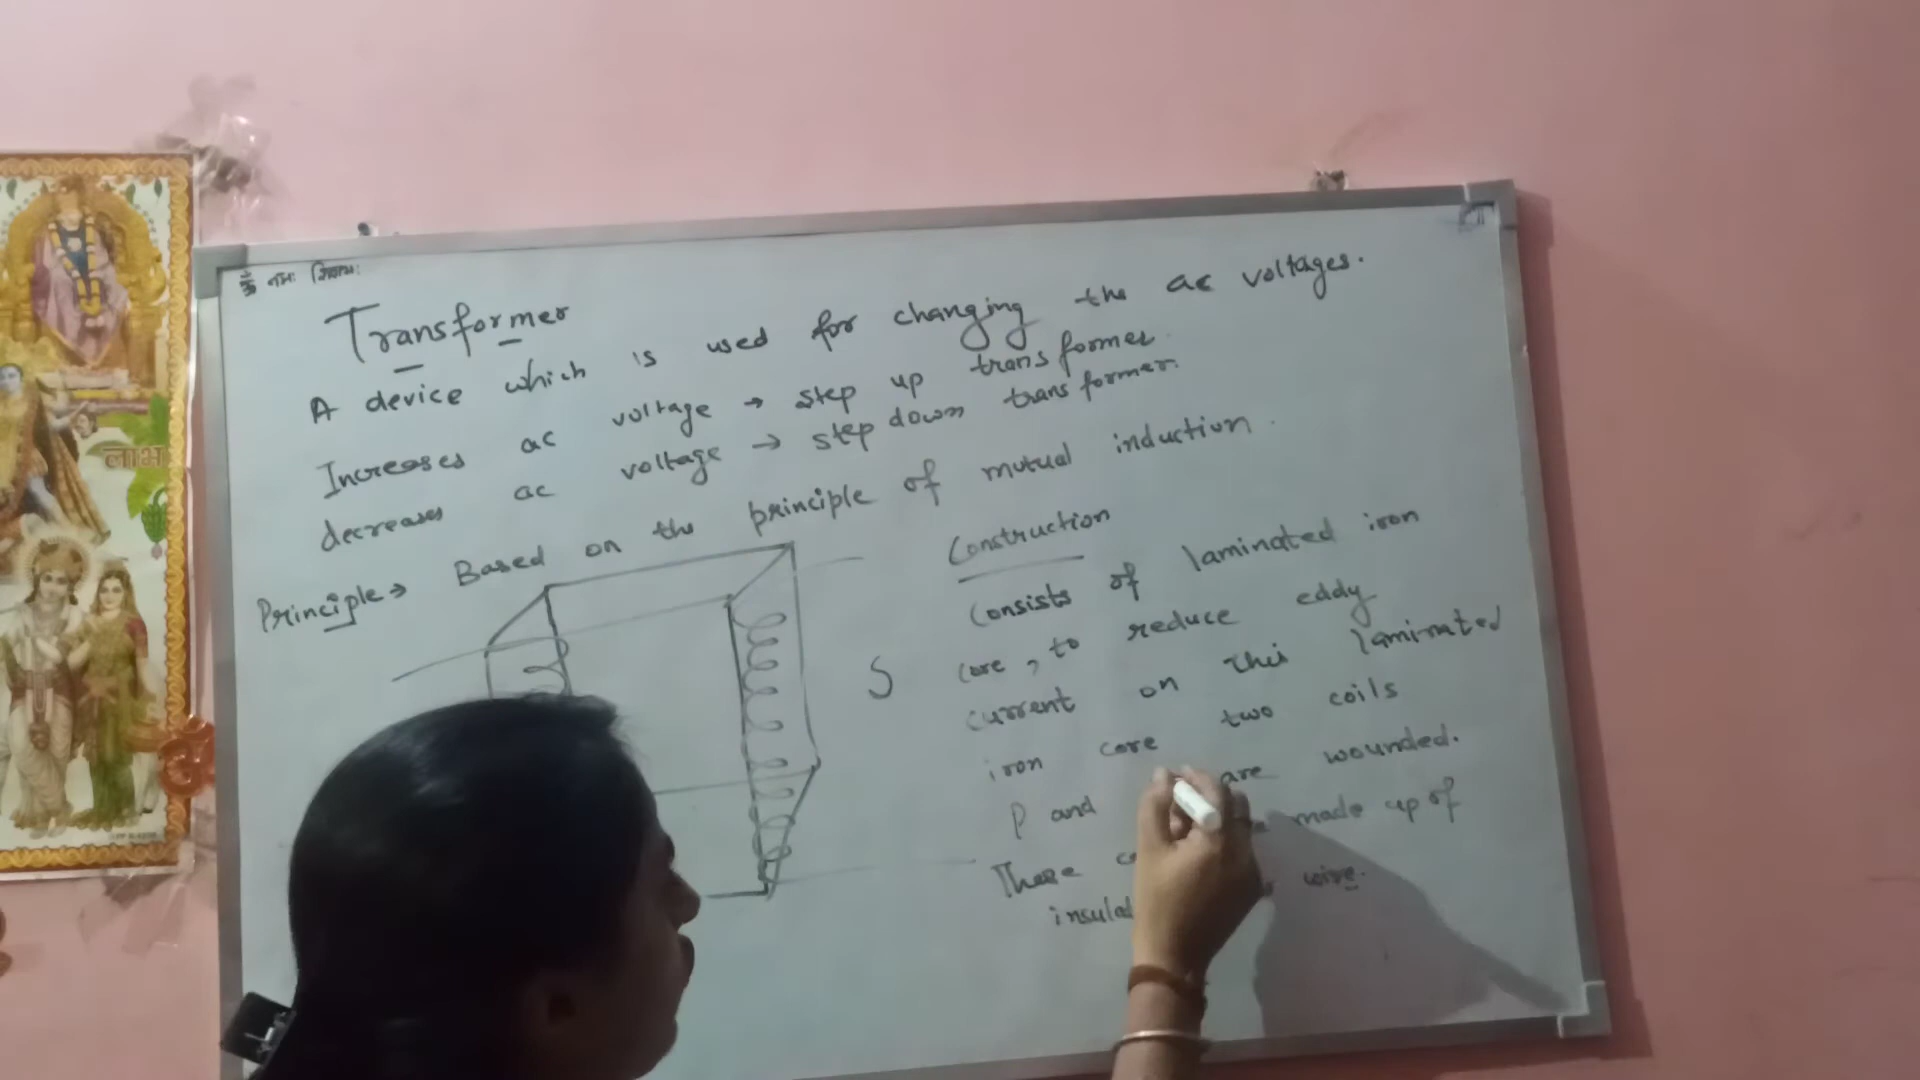 ॐ नमः शिवाय:
Transformer
A device which is used for changing the ac voltages.
Increases ac voltage → step up transformer.
decreases ac voltage → step down transformer.
Principle→ Based on the principle of mutual induction.
Construction
Consists of laminated iron
core, to reduce eddy
current on this laminated
iron core two coils
P and are wounded.
These made up of
wire.
S
लाभ